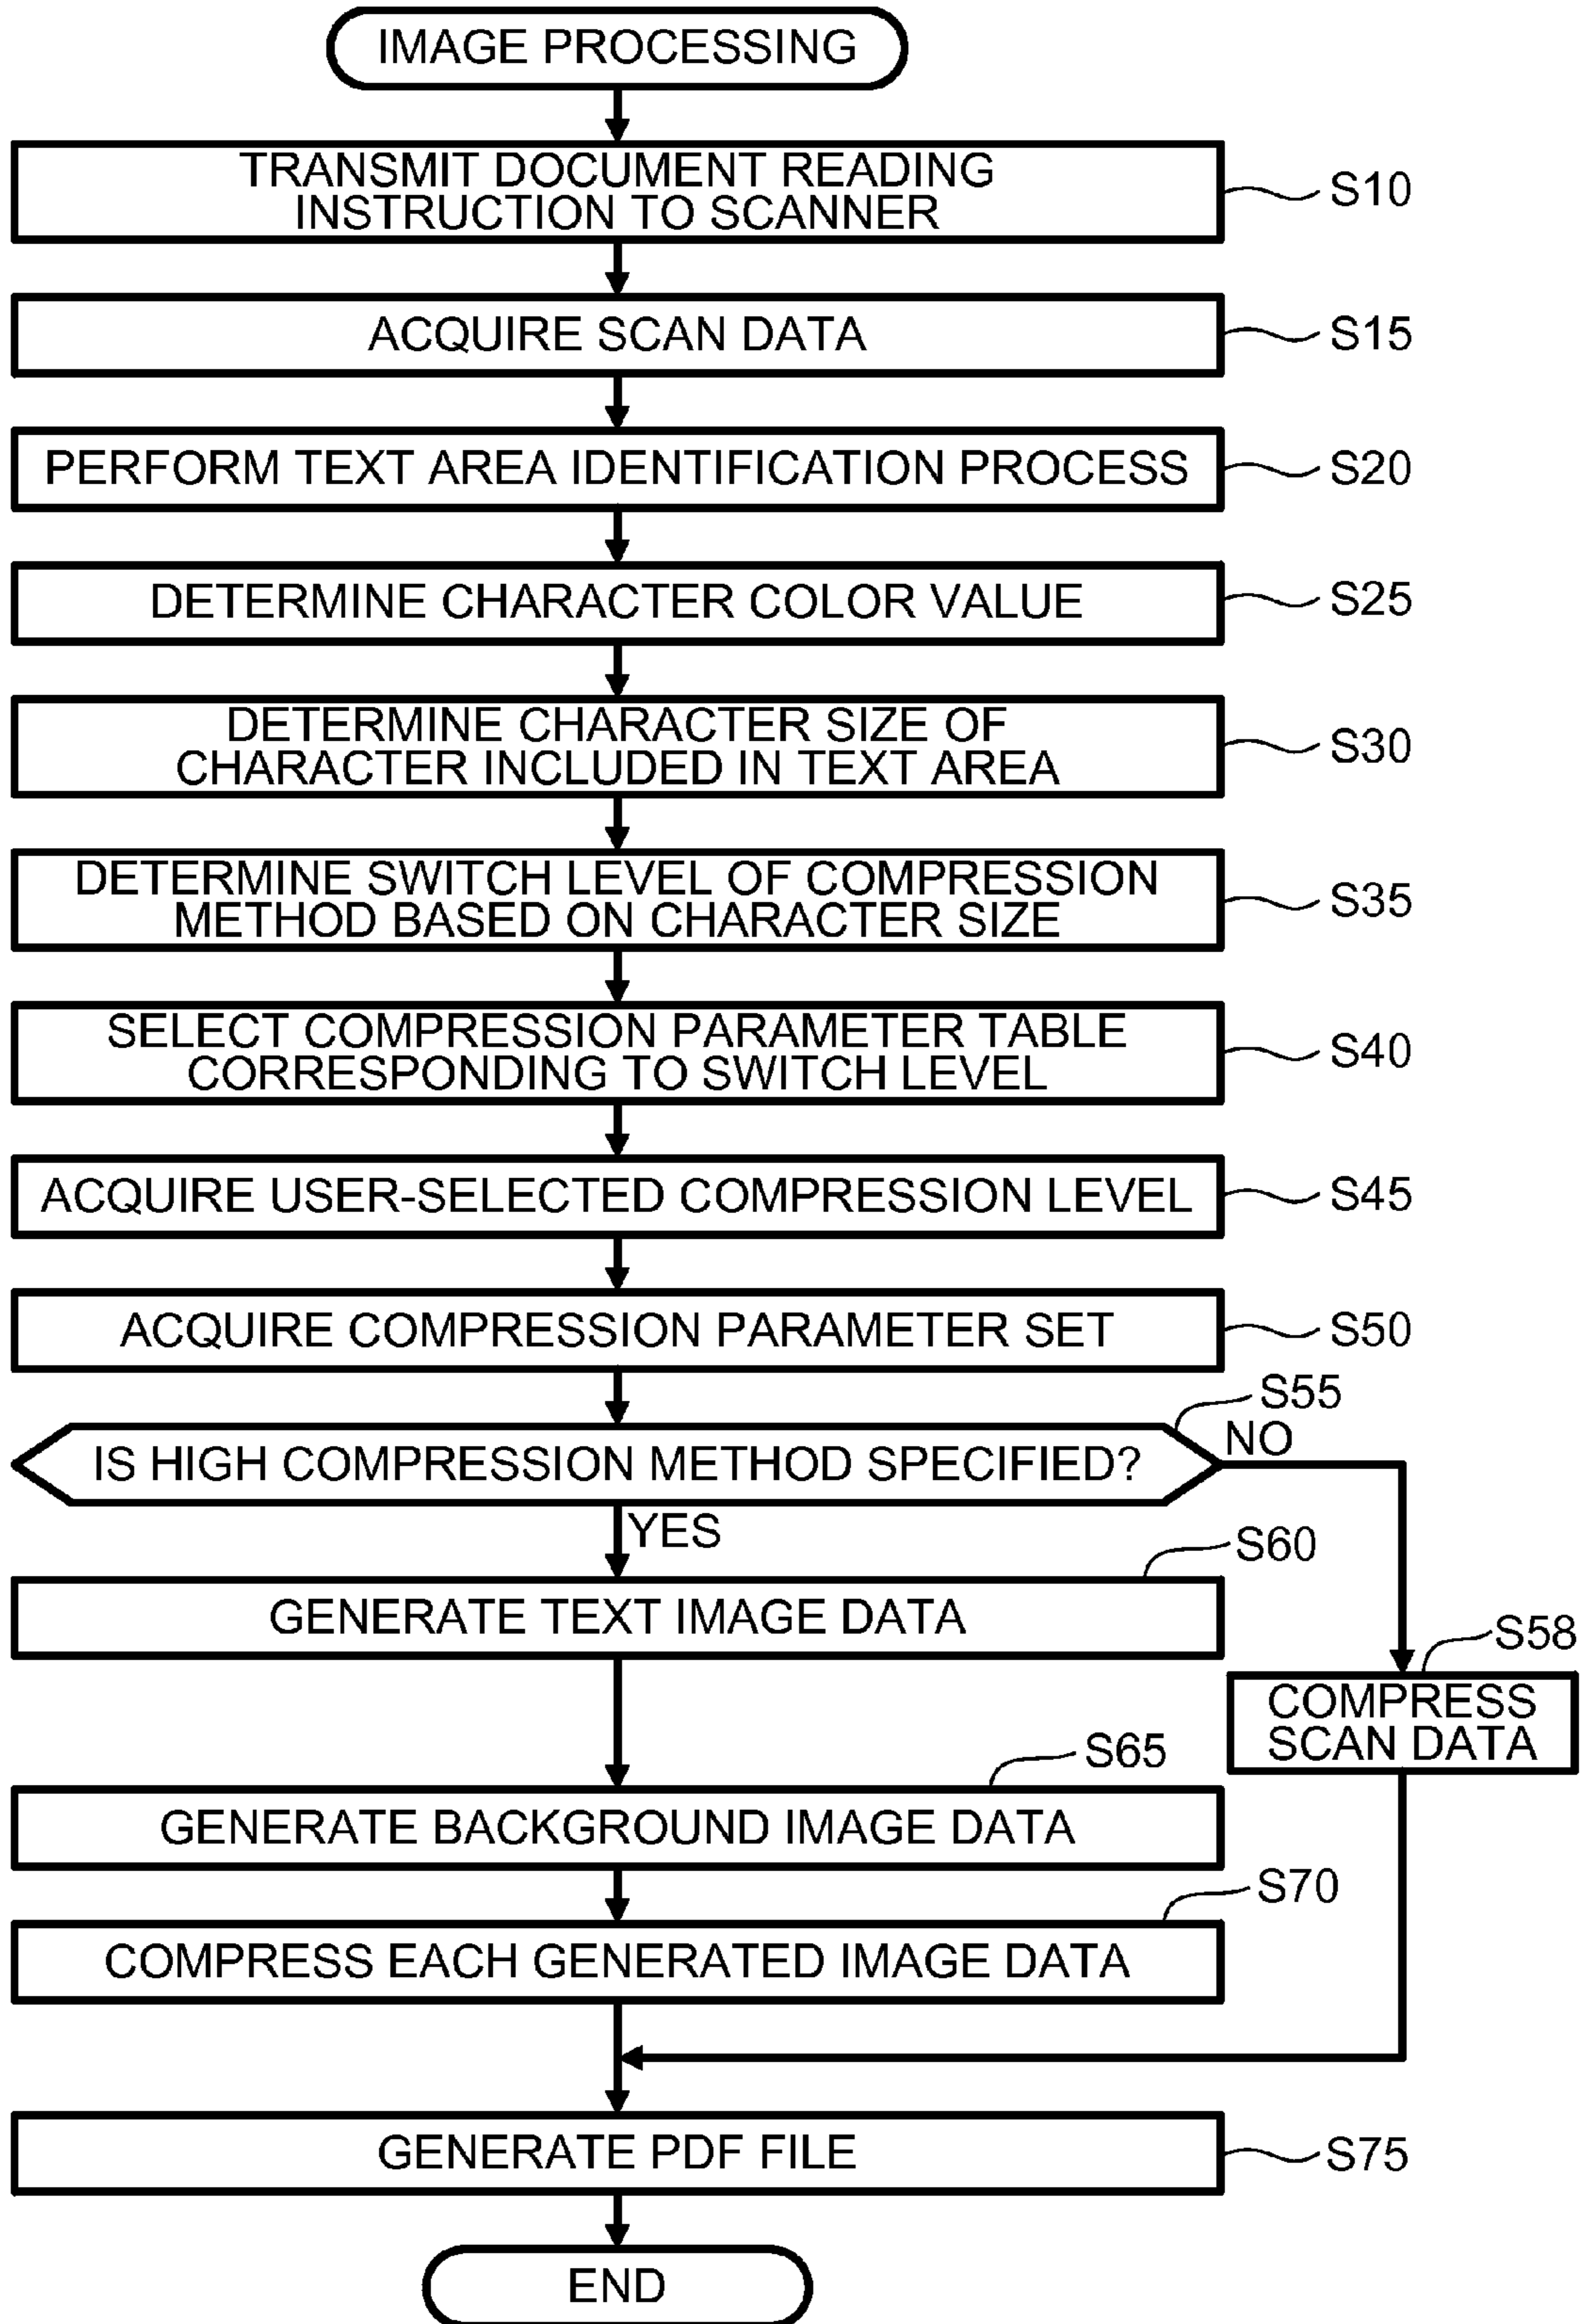 IMAGE PROCESSING
TRANSMIT DOCUMENT READING
INSTRUCTION TO SCANNER
S10
ACQUIRE SCAN DATA
S15
PERFORM TEXT AREA IDENTIFICATION PROCESS
S20
DETERMINE CHARACTER COLOR VALUE
S25
DETERMINE CHARACTER SIZE OF
CHARACTER INCLUDED IN TEXT AREA
S30
DETERMINE SWITCH LEVEL OF COMPRESSION
METHOD BASED ON CHARACTER SIZE
S35
SELECT COMPRESSION PARAMETER TABLE
CORRESPONDING TO SWITCH LEVEL
S40
ACQUIRE USER-SELECTED COMPRESSION LEVEL
S45
ACQUIRE COMPRESSION PARAMETER SET
S50
S55
IS HIGH COMPRESSION METHOD SPECIFIED?
NO
YES
S60
GENERATE TEXT IMAGE DATA
S58
COMPRESS
SCAN DATA
S65
GENERATE BACKGROUND IMAGE DATA
S70
COMPRESS EACH GENERATED IMAGE DATA
GENERATE PDF FILE
S75
END